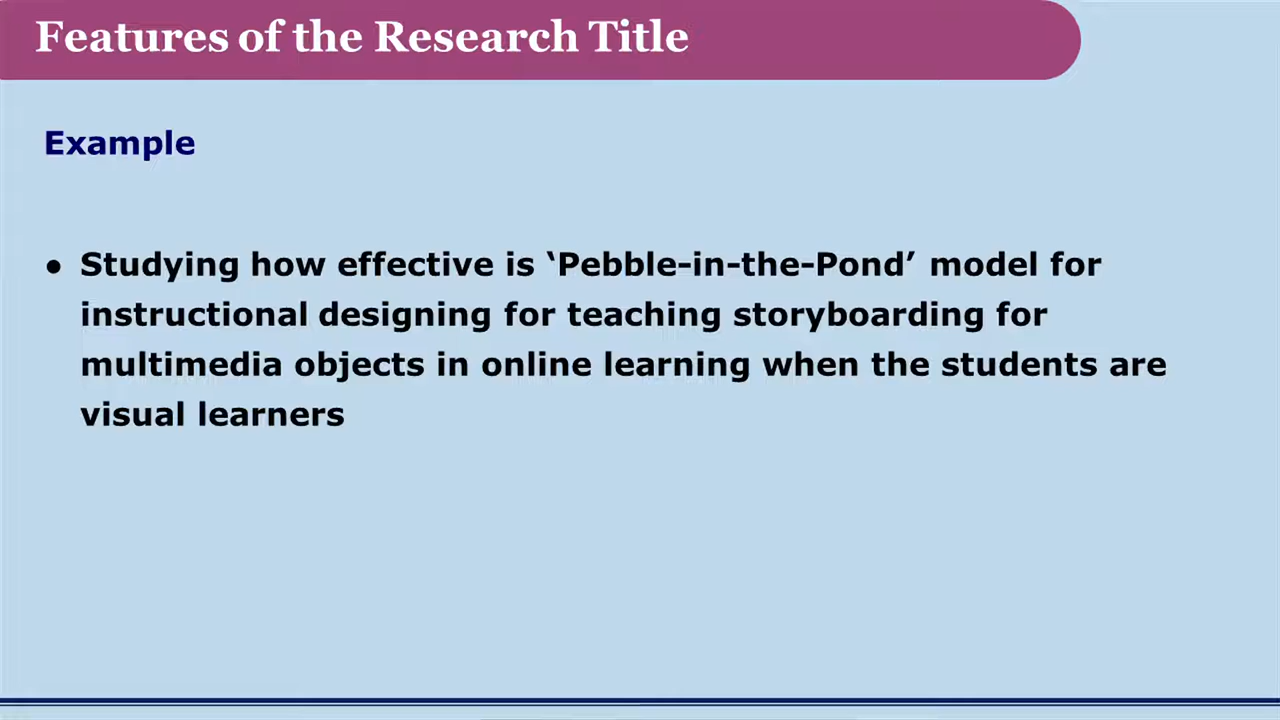 Features of the Research Title
Example
● Studying how effective is ‘Pebble-in-the-Pond’ model for
instructional designing for teaching storyboarding for
multimedia objects in online learning when the students are
visual learners